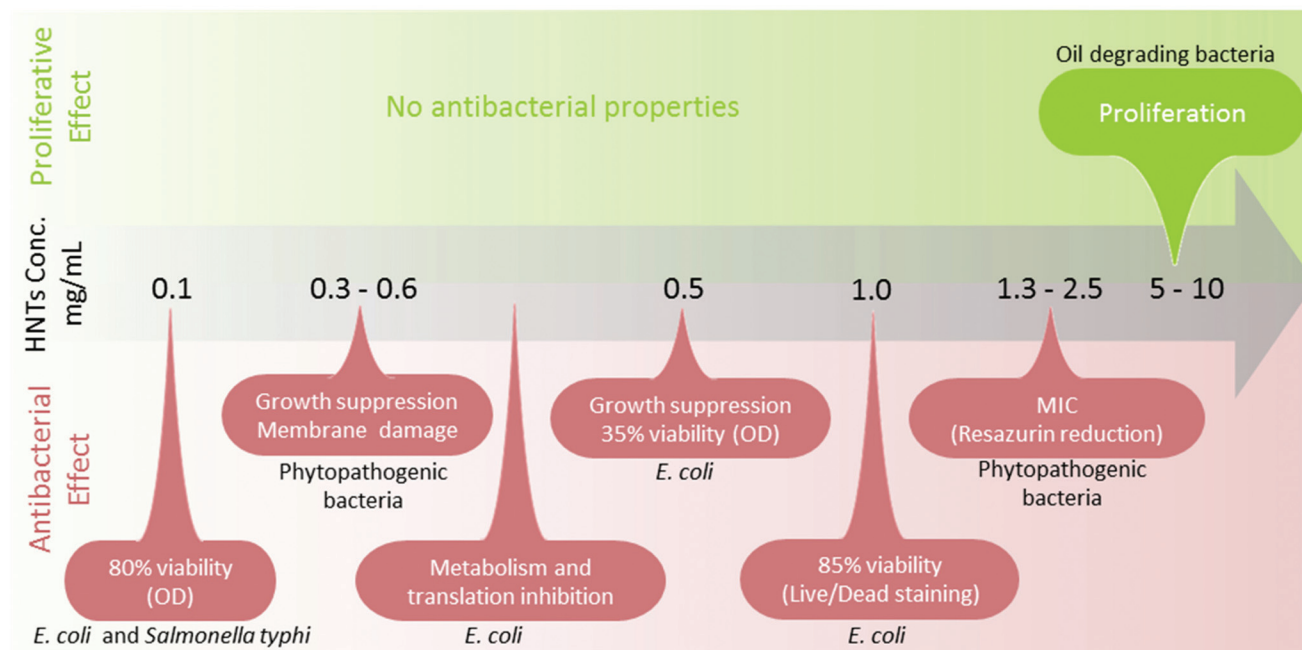 Proliferative
Effect
No antibacterial properties
Oil degrading bacteria
Proliferation
HNTs Conc.
mg/mL
0.1
0.3 - 0.6
0.5
1.0
1.3 - 2.5
5 - 10
Antibacterial
Effect
80% viability
(OD)
E. coli and Salmonella typhi
Growth suppression
Membrane damage
Phytopathogenic
bacteria
Metabolism and
translation inhibition
E. coli
Growth suppression
35% viability (OD)
E. coli
85% viability
(Live/Dead staining)
E. coli
MIC
(Resazurin reduction)
Phytopathogenic
bacteria